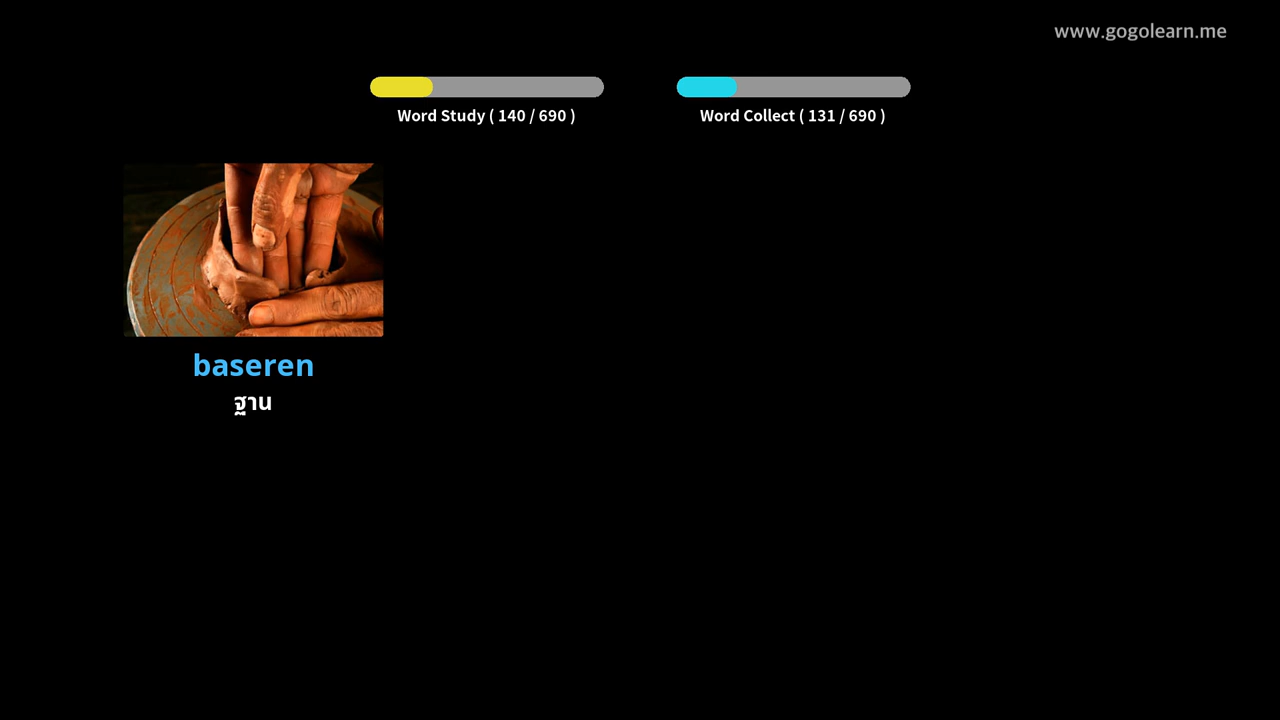 www.gogolearn.me
Word Study ( 140 / 690 )
Word Collect ( 131 / 690 )
baseren
ฐาน